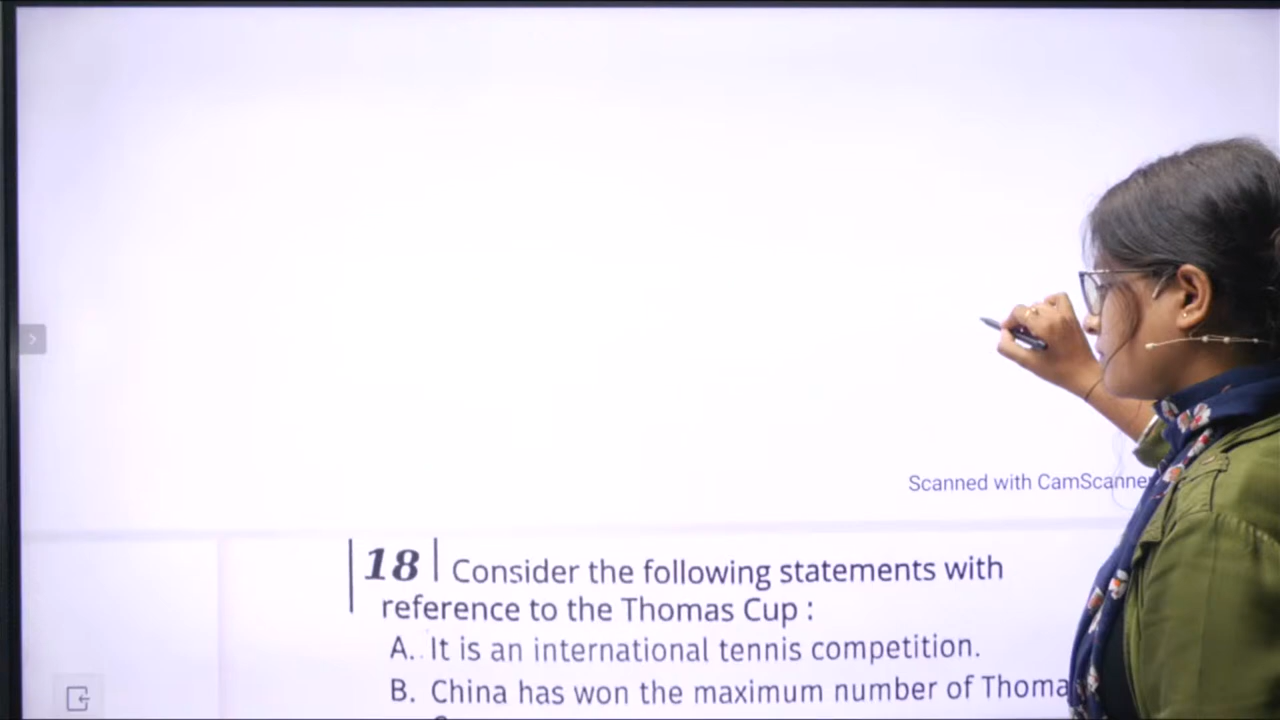 Scanned with CamScanne
18 Consider the following statements with
reference to the Thomas Cup :
A. It is an international tennis competition.
B. China has won the maximum number of Thoma